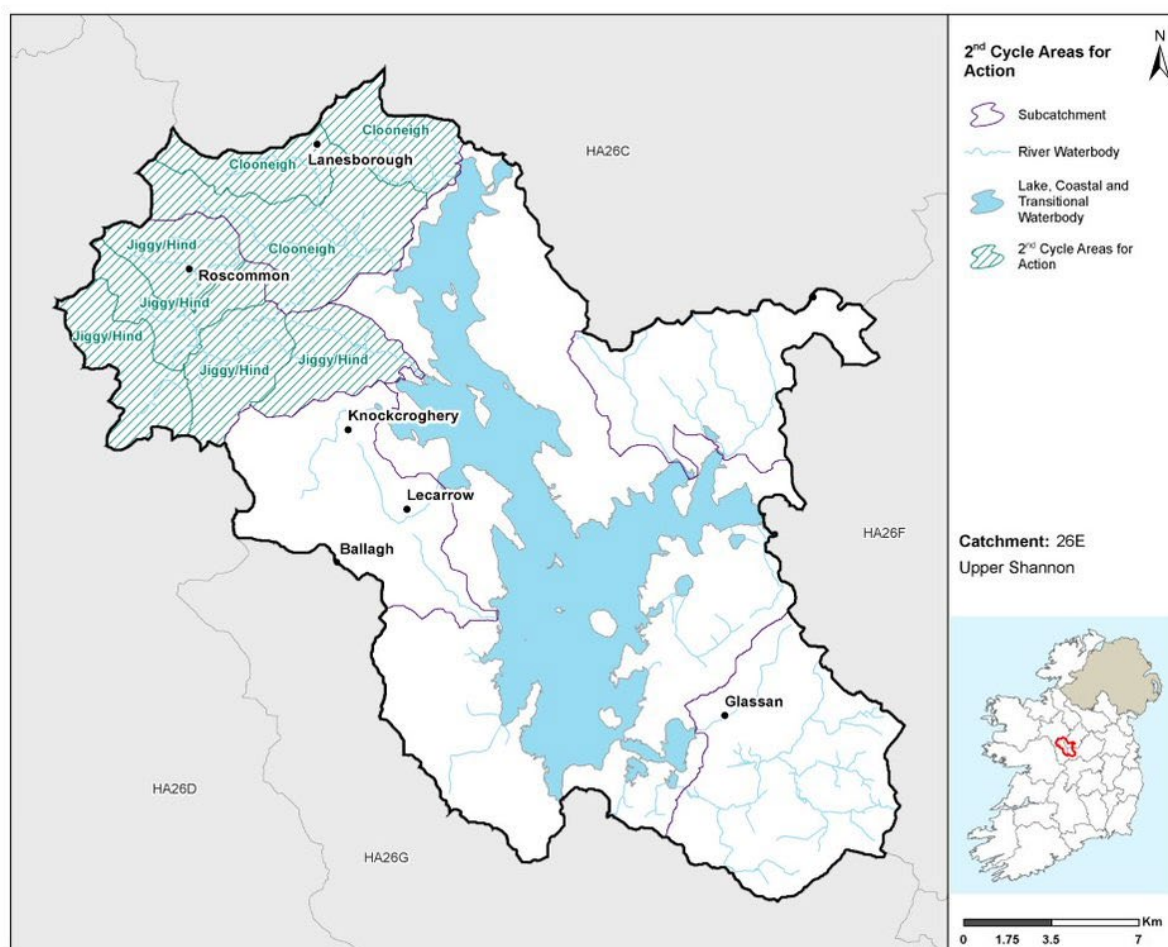 2nd Cycle Areas for
Action
N
Subcatchment
River Waterbody
Lake, Coastal and
Transitional
Waterbody
2nd Cycle Areas for
Action
Catchment: 26E
Upper Shannon
Km
0 1.75 3.5 7
HA26C
Clooneigh
Clooneigh
Lanesborough
Jiggy/Hind
Clooneigh
Roscommon
Jiggy/Hind
Jiggy/Hind
Jiggy/Hind
Jiggy/Hind
Knockcroghery
Lecarrow
Ballagh
HA26F
Glassan
HA26D
HA26G